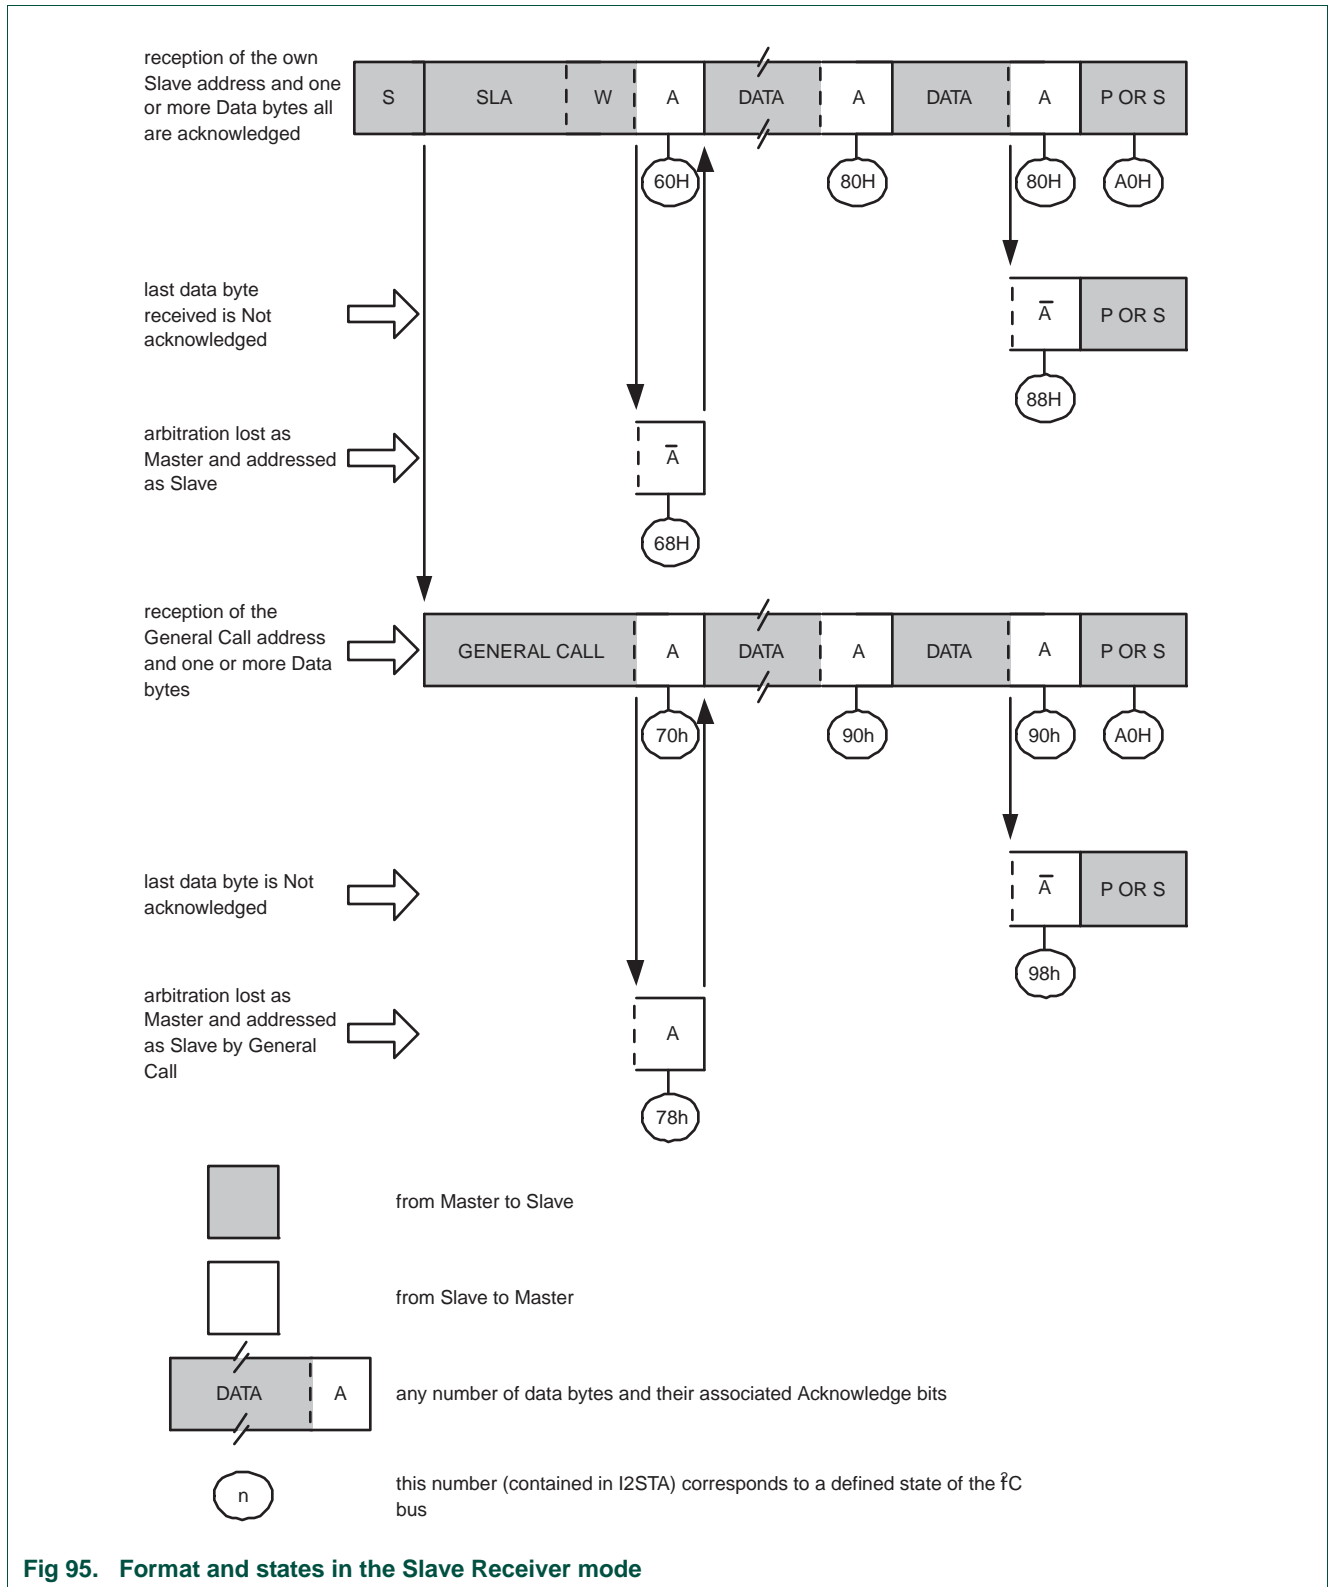 reception of the own
Slave address and one
or more Data bytes all
are acknowledged
S SLA W A DATA A DATA A P OR S
60H 80H 80H A0H
last data byte
received is Not
acknowledged
A̅ P OR S
88H
arbitration lost as
Master and addressed
as Slave
A̅
68H
reception of the
General Call address
and one or more Data
bytes
GENERAL CALL A DATA A DATA A P OR S
70h 90h 90h A0H
last data byte is Not
acknowledged
A̅ P OR S
98h
arbitration lost as
Master and addressed
as Slave by General
Call
A
78h
from Master to Slave
from Slave to Master
DATA A any number of data bytes and their associated Acknowledge bits
n this number (contained in I2STA) corresponds to a defined state of the I²C
bus
Fig 95. Format and states in the Slave Receiver mode